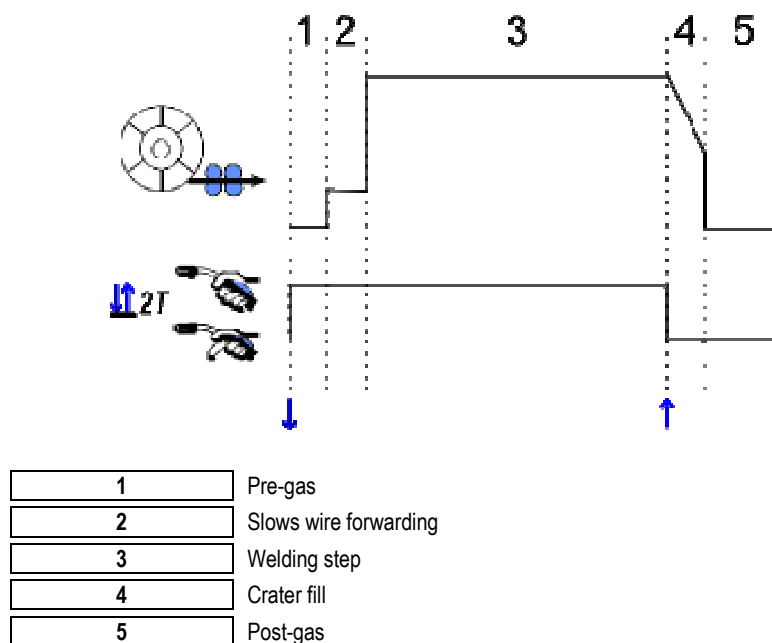 1 2 3 4 5
2T
1 Pre-gas
2 Slows wire forwarding
3 Welding step
4 Crater fill
5 Post-gas